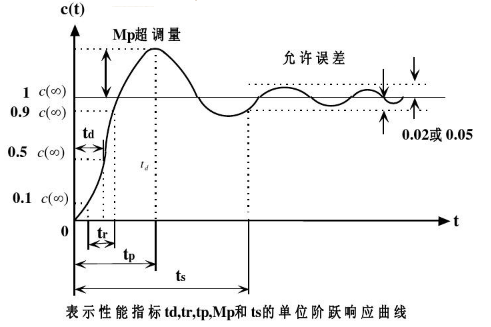 c(t)
Mp超调量
允许误差
1 c(∞)
0.9 c(∞)
td
0.02或 0.05
0.5 c(∞)
t_d
0.1 c(∞)
0
t
tr
tp
ts
表示性能指标 td,tr,tp,Mp和 ts的单位阶跃响应曲线